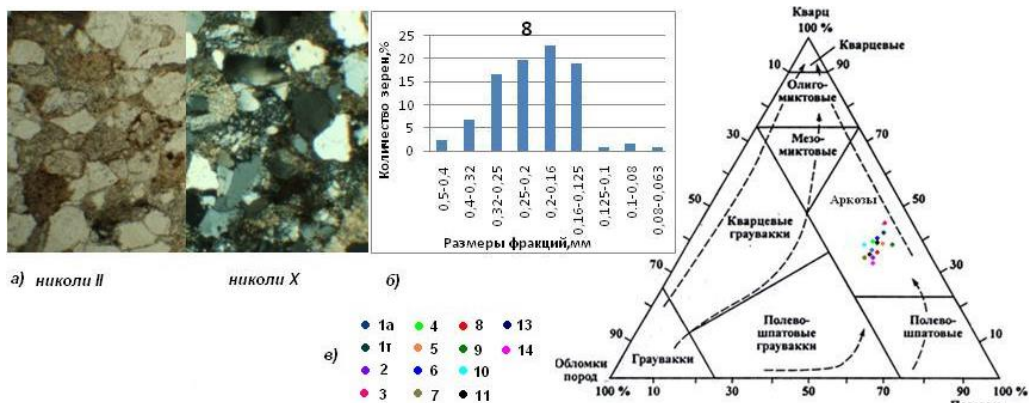 8
Количество зерен,%
25
20
15
10
5
0
0,5-0,4
0,4-0,32
0,32-0,25
0,25-0,2
0,2-0,16
0,16-0,125
0,125-0,1
0,1-0,08
0,08-0,063
Размеры фракций,мм
а) николи II
николи X
б)
в)
1а
1т
2
3
4
5
6
7
8
9
10
11
13
14
Кварц
100 %
Кварцевые
10
90
Олиго-
миктовые
30
70
Мезо-
миктовые
Аркозы
50
50
Кварцевые
граувакки
70
30
Полево-
шпатовые
граувакки
Полево-
шпатовые
90
10
Обломки
пород
Граувакки
100 %
10
30
50
70
90
100 %